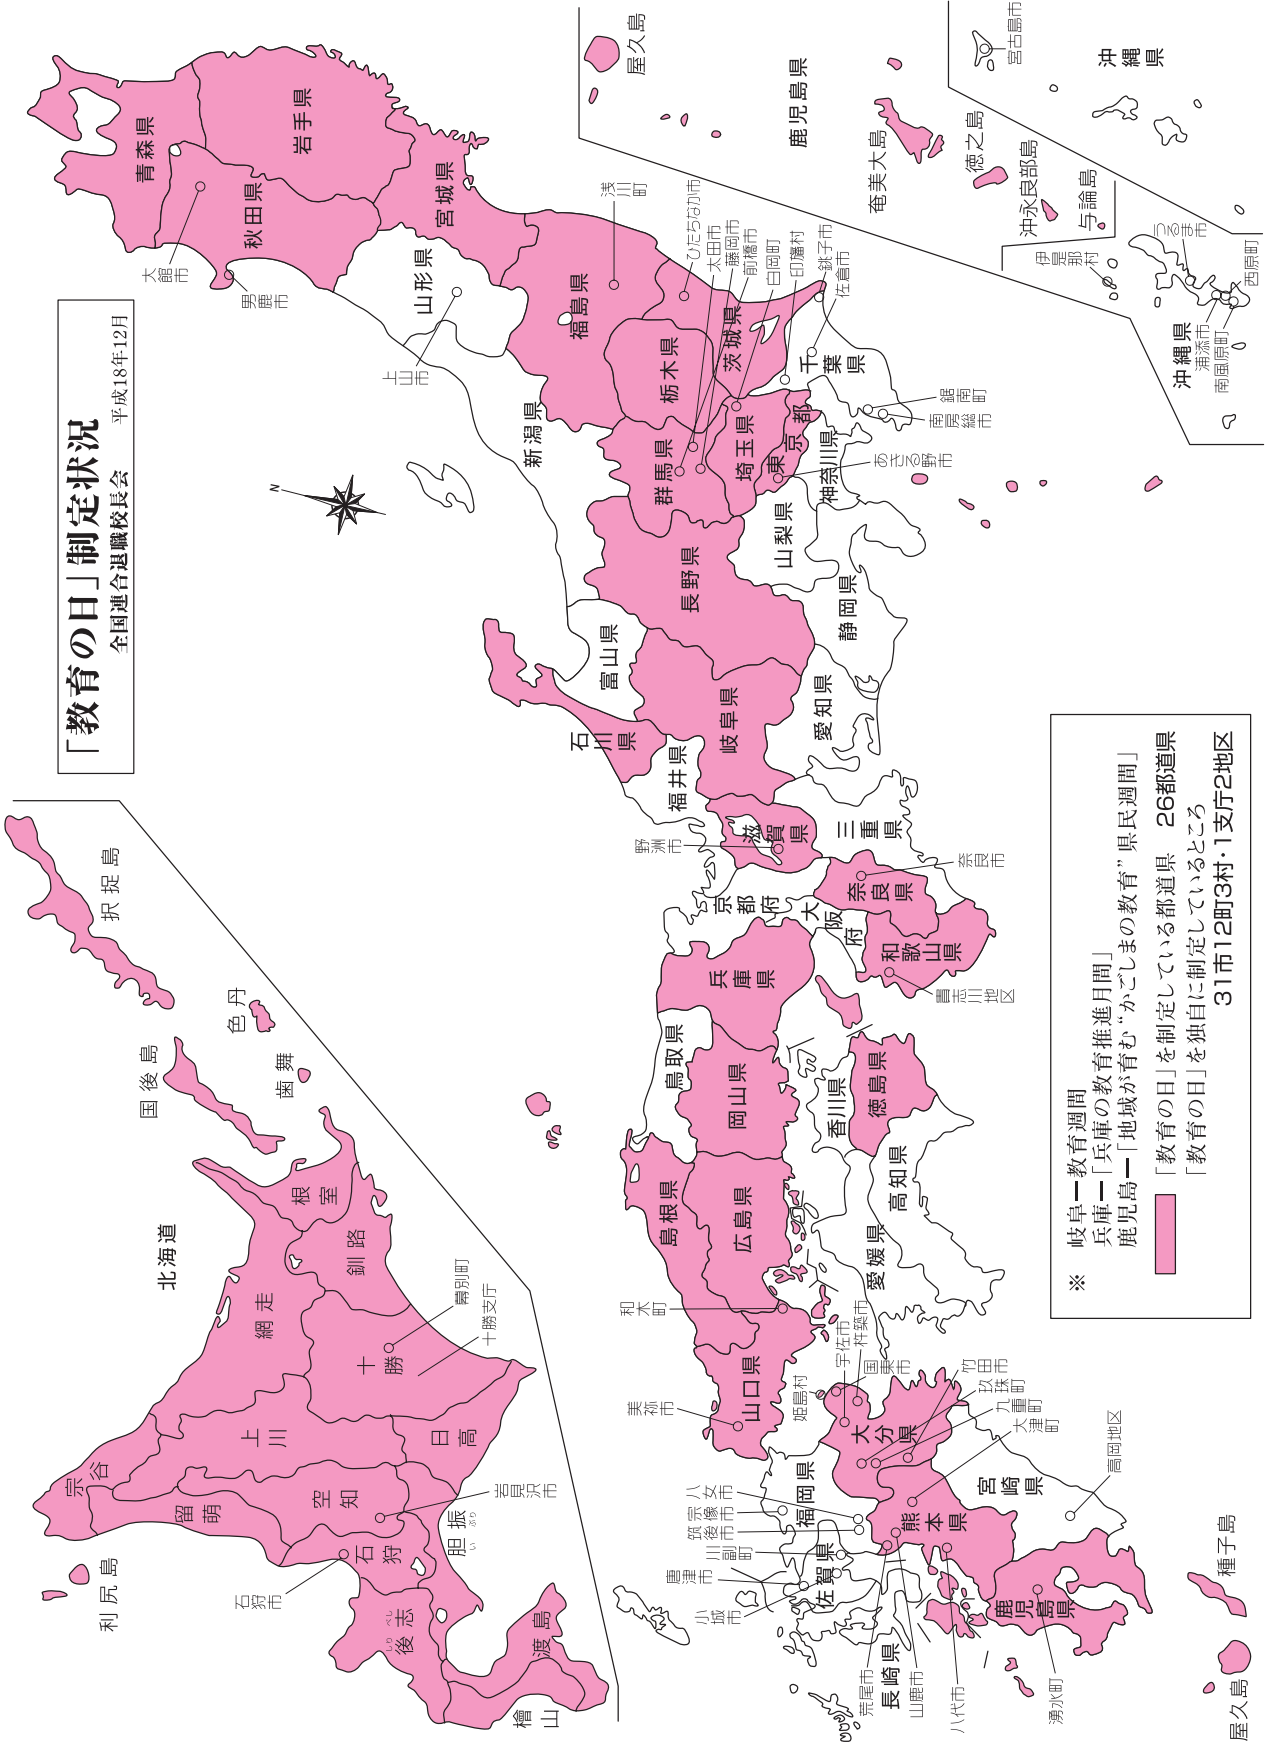 「教育の日」制定状況
全国連合退職校長会　平成18年12月
N
択捉島
色丹
国後島
歯舞
北海道
根室
釧路
網走
十勝
幕別町
十勝支庁
宗谷
上川
日高
留萌
空知
岩見沢市
利尻島
石狩
石狩市
胆振
いぶり
後志
しりべし
渡島
檜山
青森県
岩手県
秋田県
大館市
男鹿市
宮城県
山形県
上山市
福島県
浅川町
新潟県
栃木県
茨城県
ひたちなか市
太田市
藤岡市
前橋市
白岡町
印旛村
銚子市
佐倉市
群馬県
埼玉県
千葉県
東京都
神奈川県
鋸南町
南房総市
あきる野市
山梨県
長野県
静岡県
富山県
石川県
岐阜県
愛知県
福井県
滋賀県
野洲市
三重県
京都府
大阪府
奈良県
奈良市
和歌山県
貴志川地区
兵庫県
鳥取県
岡山県
島根県
広島県
香川県
徳島県
高知県
愛媛県
和木町
山口県
美祢市
姫島村
宇佐市
杵築市
国東市
竹田市
玖珠町
九重町
大津町
大分県
宮崎県
高岡地区
福岡県
八女市
宗像市
筑後市
川副町
唐津市
小城市
佐賀県
熊本県
長崎県
荒尾市
山鹿市
八代市
鹿児島県
湧水町
種子島
屋久島
屋久島
鹿児島県
奄美大島
徳之島
沖永良部島
与論島
宮古島市
沖縄県
伊是那村
うるま市
西原町
沖縄県
浦添市
南風原町
※　岐阜ー教育週間
兵庫ー「兵庫の教育推進月間」
鹿児島ー「地域が育む“かごしまの教育”県民週間」
「教育の日」を制定している都道県　26都道県
「教育の日」を独自に制定しているところ
31市12町3村・1支庁2地区